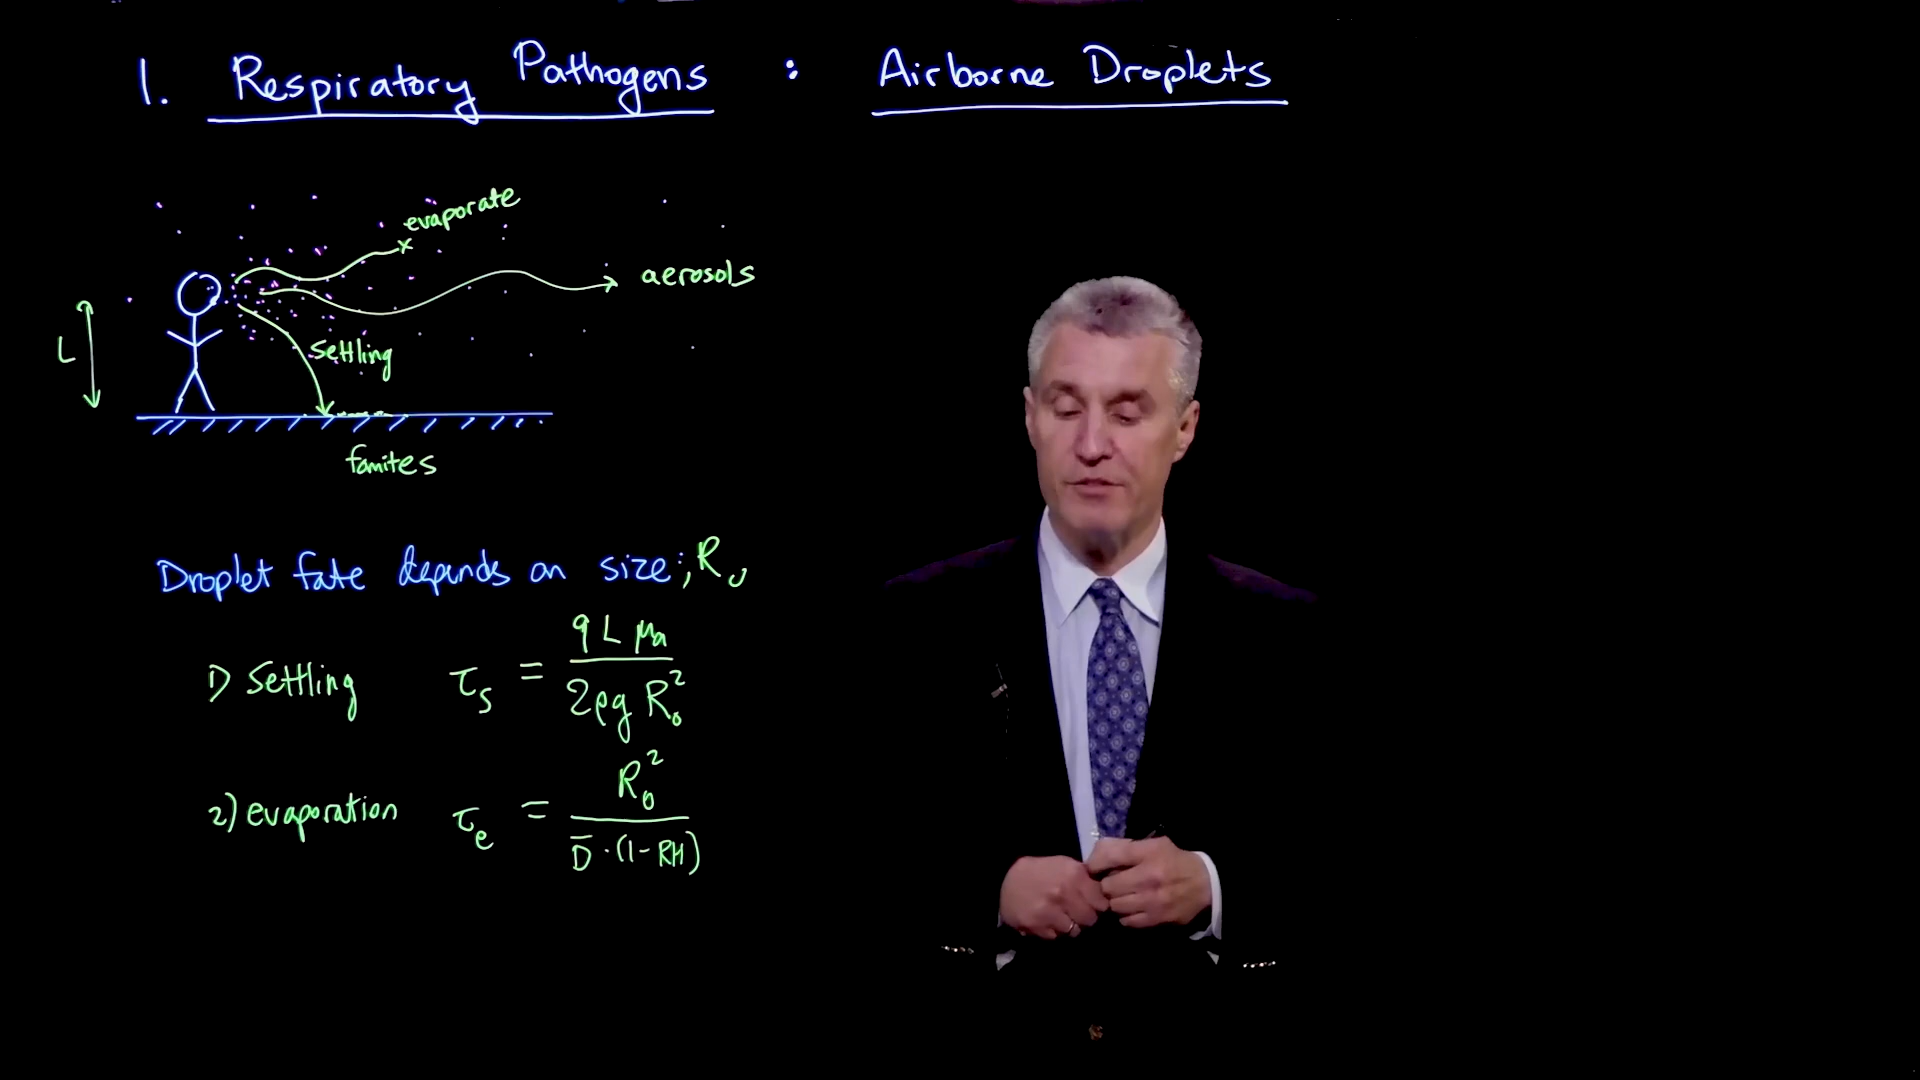 1. Respiratory Pathogens : Airborne Droplets
evaporate
aerosols
L
Settling
fomites
Droplet fate depends on size:, R₀
1) Settling τₛ = 9 L μₐ / 2ρg R₀²
2) evaporation τₑ = R₀² / D̅ · (1 - RH)